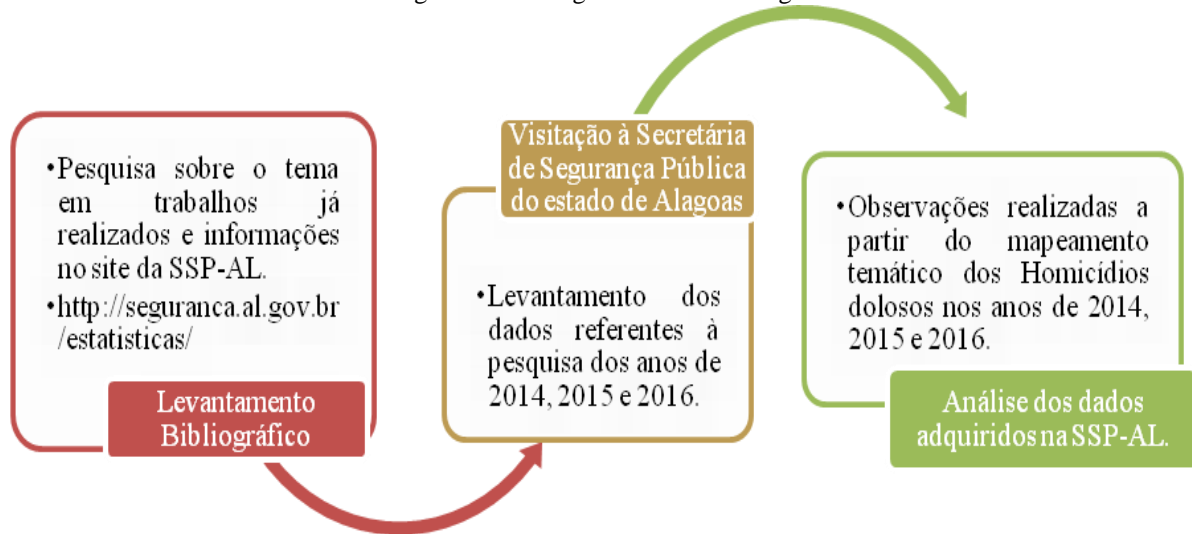 •Pesquisa sobre o tema
em trabalhos já
realizados e informações
no site da SSP-AL.
•http://seguranca.al.gov.br
/estatisticas/
Levantamento
Bibliográfico
Visitação à Secretária
de Segurança Pública
do estado de Alagoas
•Levantamento dos
dados referentes à
pesquisa dos anos de
2014, 2015 e 2016.
•Observações realizadas a
partir do mapeamento
temático dos Homicídios
dolosos nos anos de 2014,
2015 e 2016.
Análise dos dados
adquiridos na SSP-AL.